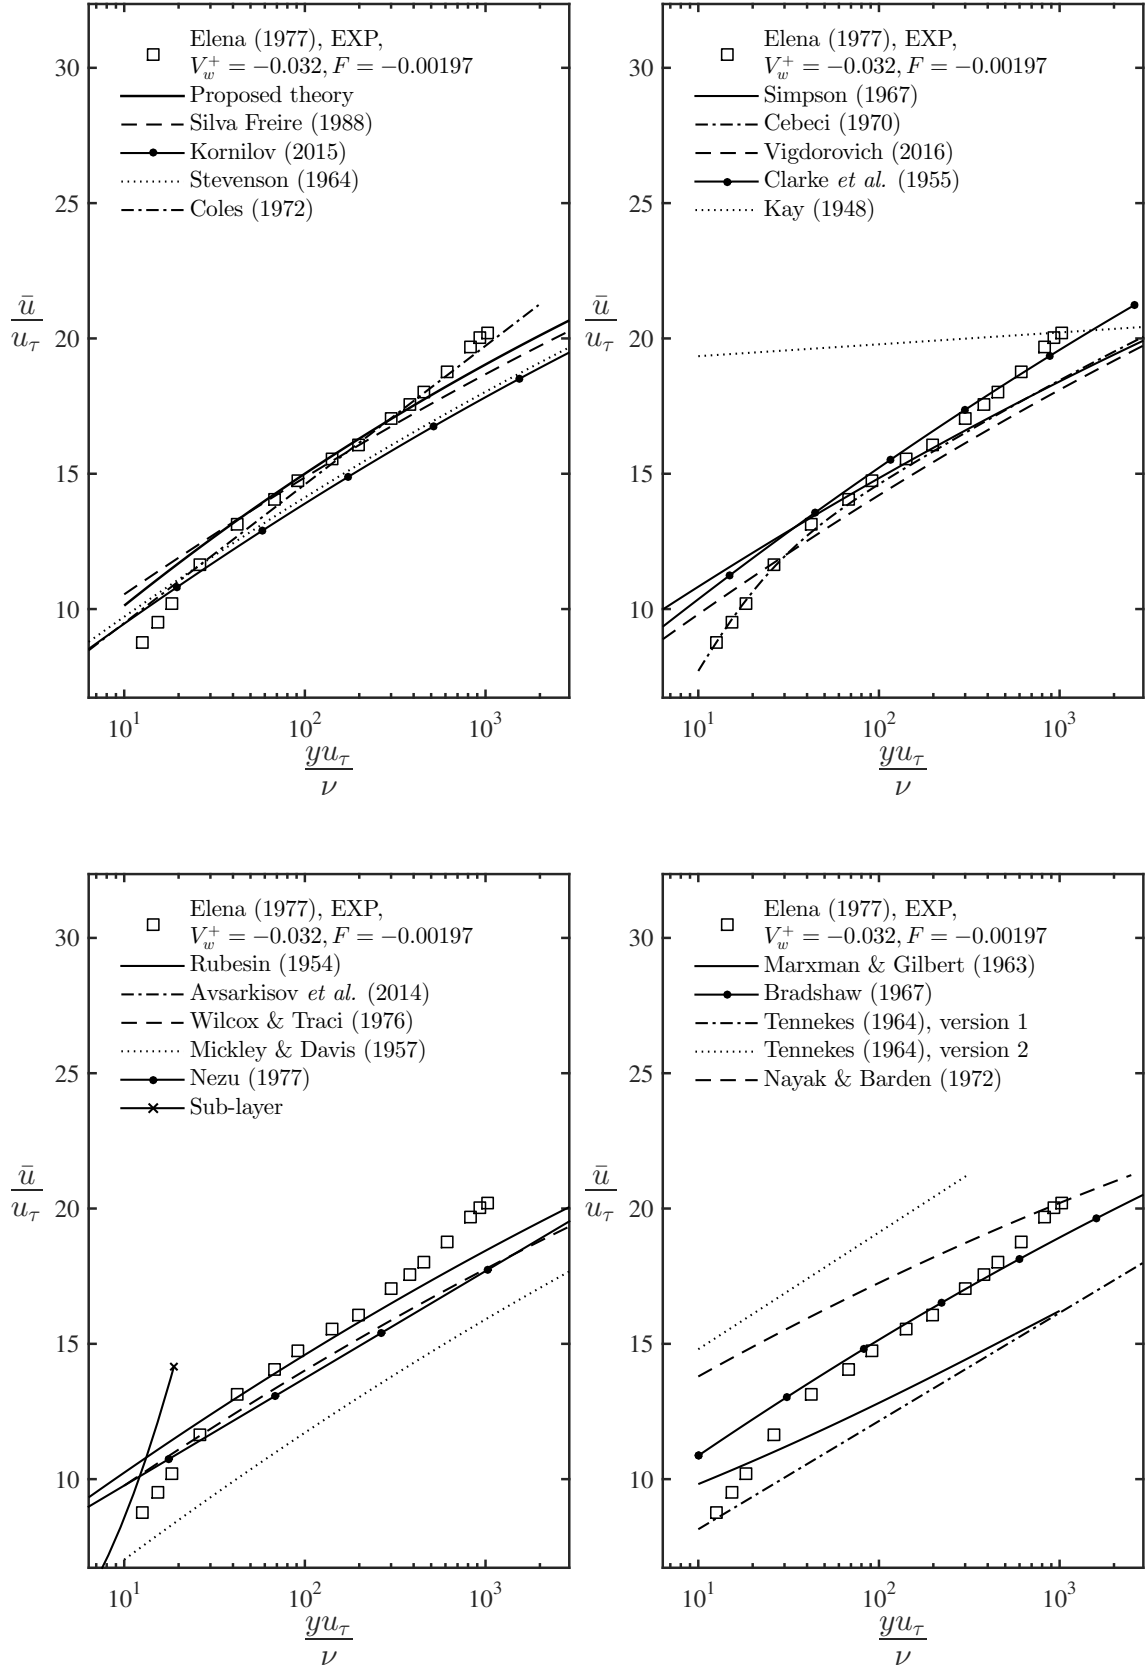 Elena (1977), EXP,
V_w^+ = −0.032, F = −0.00197
Proposed theory
Silva Freire (1988)
Kornilov (2015)
Stevenson (1964)
Coles (1972)
30
25
20
15
10
ū
u_τ
10^1
10^2
10^3
yu_τ
ν
Elena (1977), EXP,
V_w^+ = −0.032, F = −0.00197
Simpson (1967)
Cebeci (1970)
Vigdorovich (2016)
Clarke et al. (1955)
Kay (1948)
30
25
20
15
10
ū
u_τ
10^1
10^2
10^3
yu_τ
ν
Elena (1977), EXP,
V_w^+ = −0.032, F = −0.00197
Rubesin (1954)
Avsarkisov et al. (2014)
Wilcox & Traci (1976)
Mickley & Davis (1957)
Nezu (1977)
Sub-layer
30
25
20
15
10
ū
u_τ
10^1
10^2
10^3
yu_τ
ν
Elena (1977), EXP,
V_w^+ = −0.032, F = −0.00197
Marxman & Gilbert (1963)
Bradshaw (1967)
Tennekes (1964), version 1
Tennekes (1964), version 2
Nayak & Barden (1972)
30
25
20
15
10
ū
u_τ
10^1
10^2
10^3
yu_τ
ν